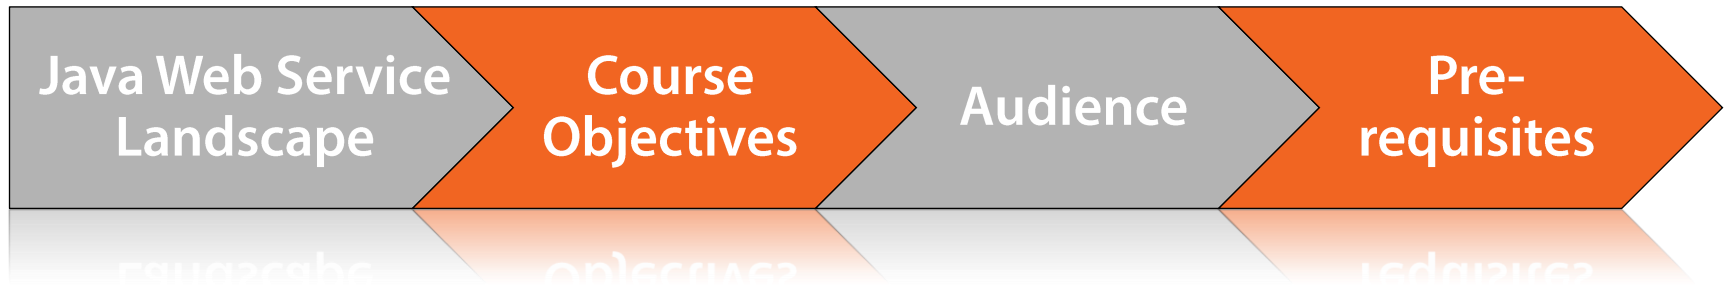 Java Web Service
Landscape
Course
Objectives
Audience
Pre-
requisites